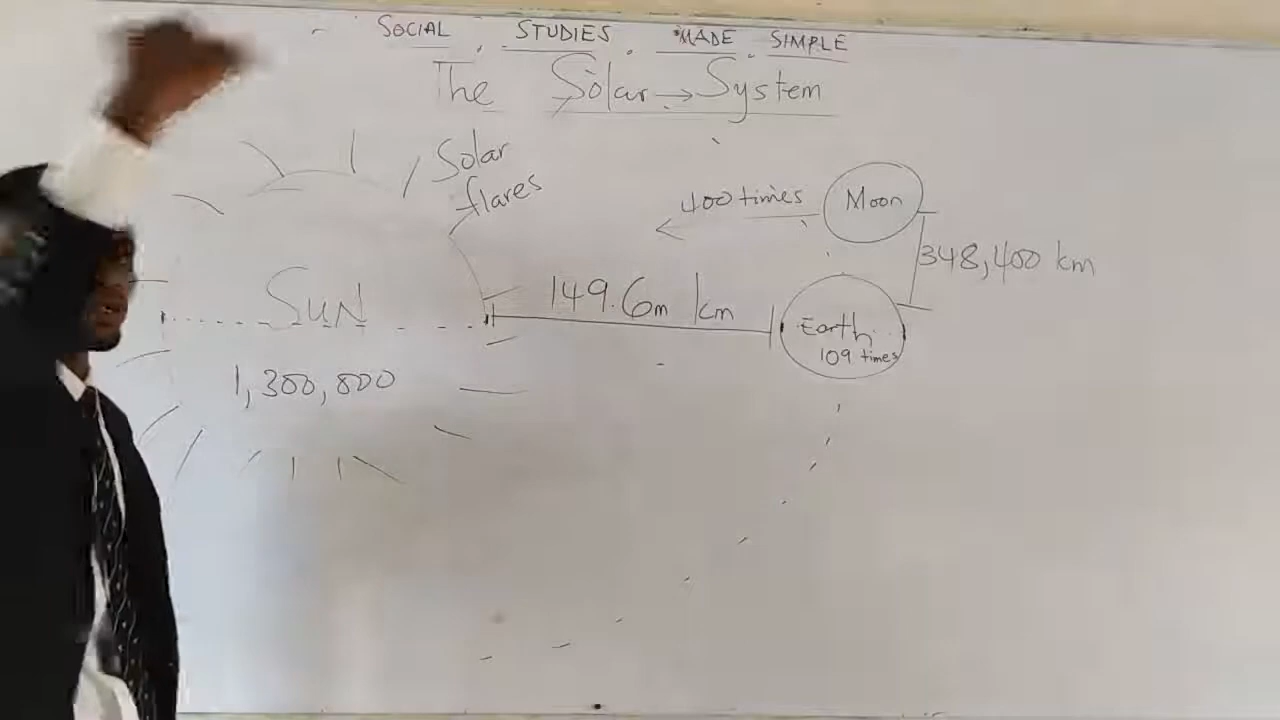 SOCIAL STUDIES MADE SIMPLE
The Solar → System
Solar
flares
400 times
Moon
348,400 km
SUN
149.6m km
Earth
109 times
1,300,000